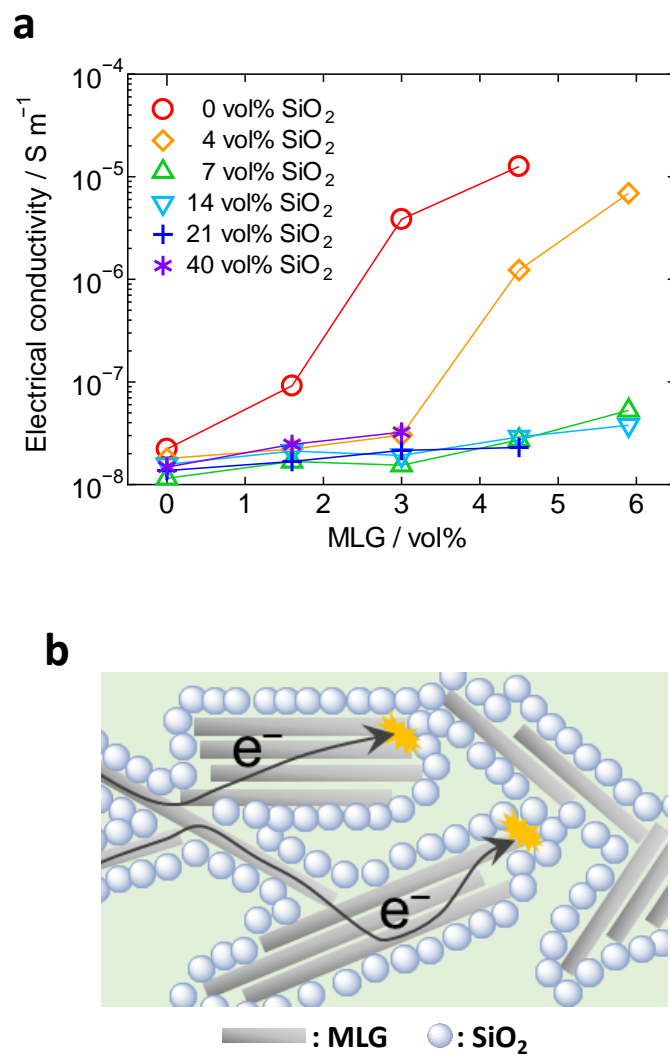 a
Electrical conductivity / S m⁻¹
10⁻⁴
10⁻⁵
10⁻⁶
10⁻⁷
10⁻⁸
0 vol% SiO₂
4 vol% SiO₂
7 vol% SiO₂
14 vol% SiO₂
21 vol% SiO₂
40 vol% SiO₂
0 1 2 3 4 5 6
MLG / vol%
b
e⁻
e⁻
: MLG : SiO₂